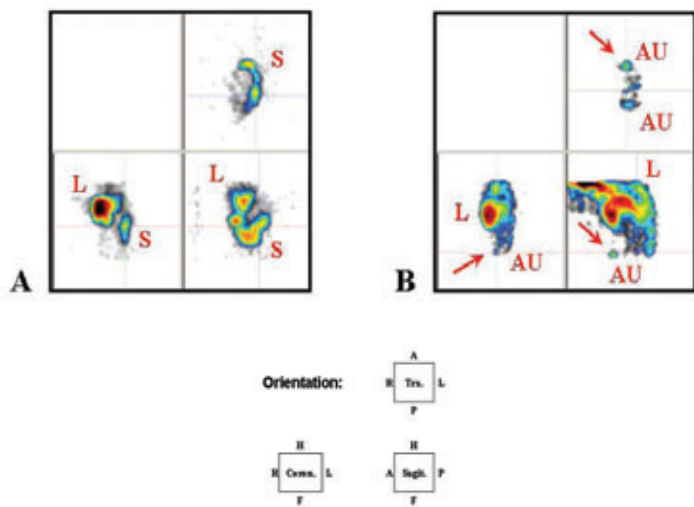 S
L
S
L
S
A
AU
AU
L
AU
L
AU
B
Orientation:
A
R Trs. L
P
H
R Coron. L
F
H
A Sagit. P
F